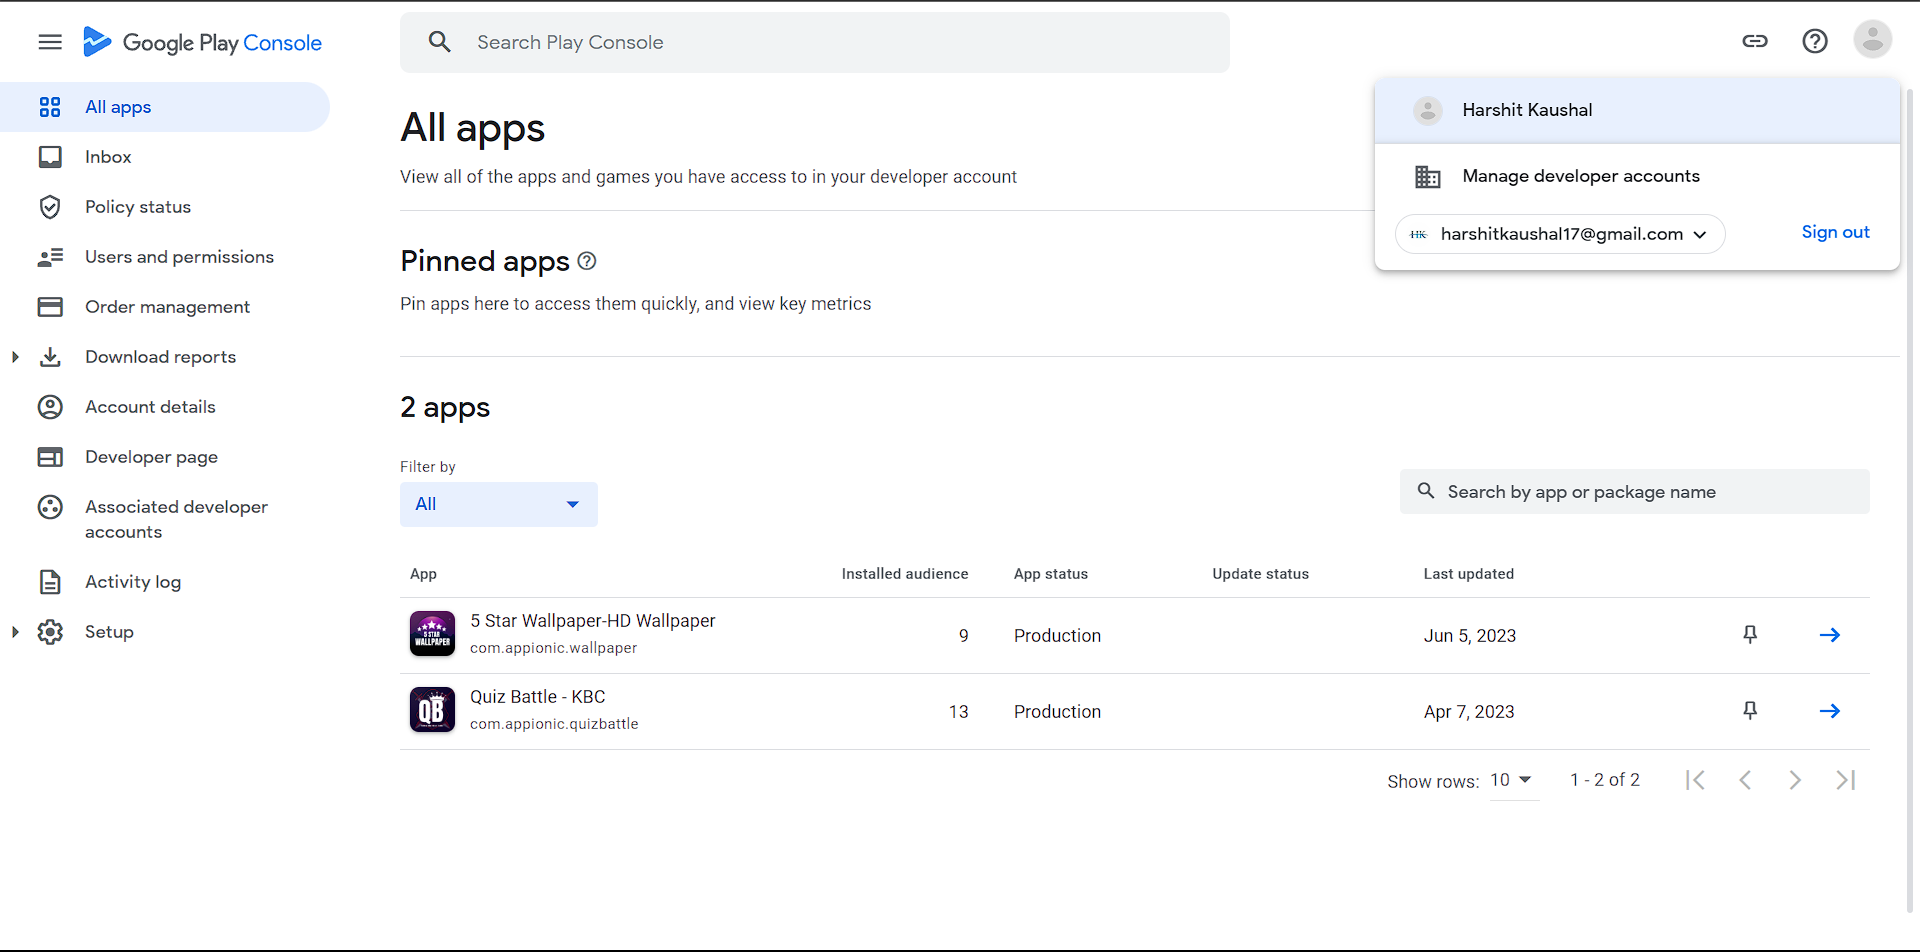 Google Play Console
Search Play Console
All apps
Inbox
Policy status
Users and permissions
Order management
Download reports
Account details
Developer page
Associated developer
accounts
Activity log
Setup
Harshit Kaushal
Manage developer accounts
HK harshitkaushal17@gmail.com
Sign out
All apps
View all of the apps and games you have access to in your developer account
Pinned apps
Pin apps here to access them quickly, and view key metrics
2 apps
Filter by
All
Search by app or package name
App Installed audience App status Update status Last updated
5 STAR
WALLPAPER
5 Star Wallpaper-HD Wallpaper
com.appionic.wallpaper
9 Production Jun 5, 2023
QB
Quiz Battle - KBC
com.appionic.quizbattle
13 Production Apr 7, 2023
Show rows: 10 1 - 2 of 2